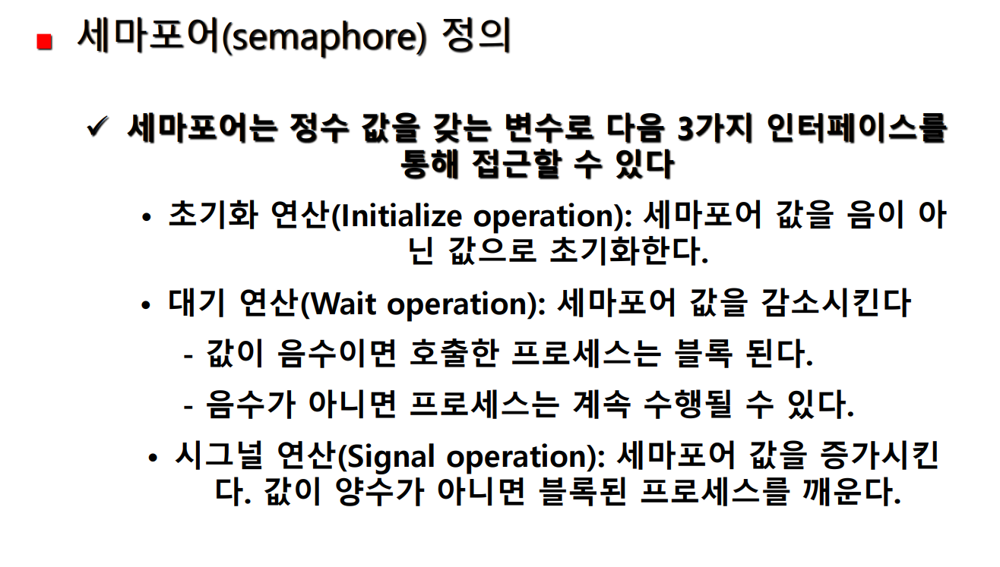 세마포어(semaphore) 정의
✓ 세마포어는 정수 값을 갖는 변수로 다음 3가지 인터페이스를
통해 접근할 수 있다
• 초기화 연산(Initialize operation): 세마포어 값을 음이 아
닌 값으로 초기화한다.
• 대기 연산(Wait operation): 세마포어 값을 감소시킨다
- 값이 음수이면 호출한 프로세스는 블록 된다.
- 음수가 아니면 프로세스는 계속 수행될 수 있다.
• 시그널 연산(Signal operation): 세마포어 값을 증가시킨
다. 값이 양수가 아니면 블록된 프로세스를 깨운다.